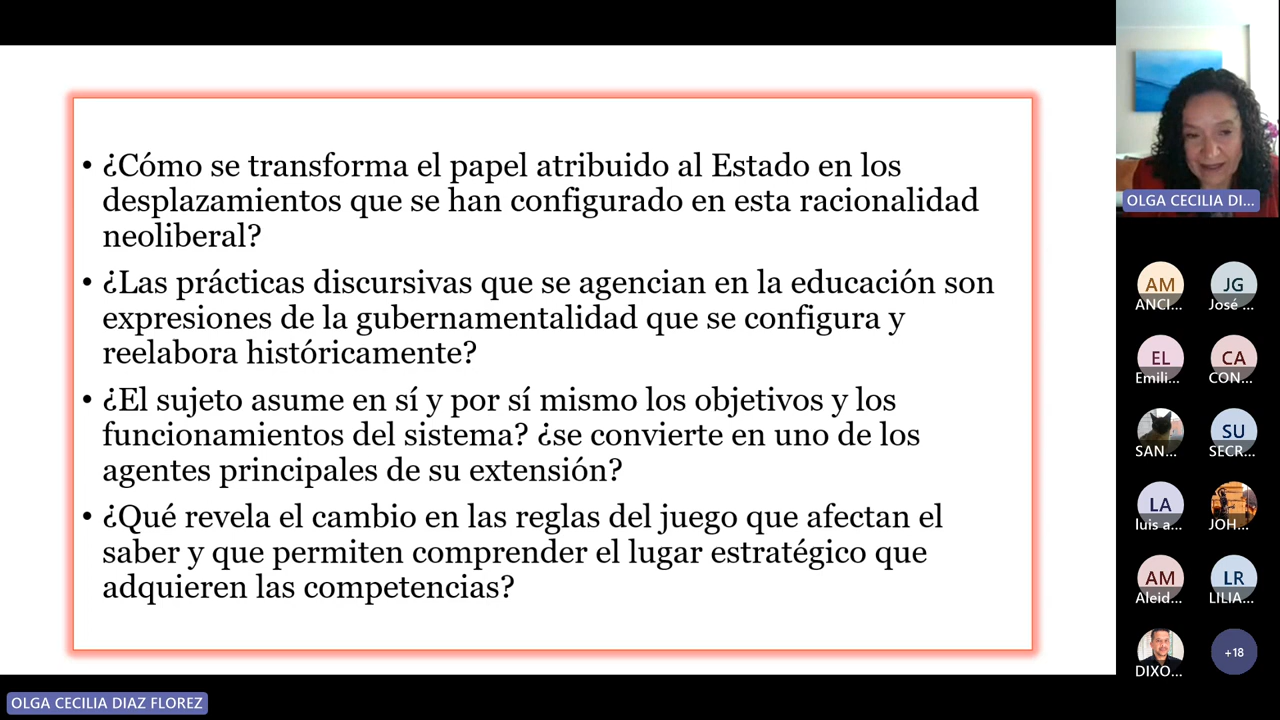 • ¿Cómo se transforma el papel atribuido al Estado en los
desplazamientos que se han configurado en esta racionalidad
neoliberal?
• ¿Las prácticas discursivas que se agencian en la educación son
expresiones de la gubernamentalidad que se configura y
reelabora históricamente?
• ¿El sujeto asume en sí y por sí mismo los objetivos y los
funcionamientos del sistema? ¿se convierte en uno de los
agentes principales de su extensión?
• ¿Qué revela el cambio en las reglas del juego que afectan el
saber y que permiten comprender el lugar estratégico que
adquieren las competencias?
OLGA CECILIA DI...
AM JG
ANCI... José ...
EL CA
Emili... CON...
SU
SAN... SECR...
LA
luis a... JOH...
AM LR
Aleid... LILIA...
+18
DIXO...
OLGA CECILIA DIAZ FLOREZ